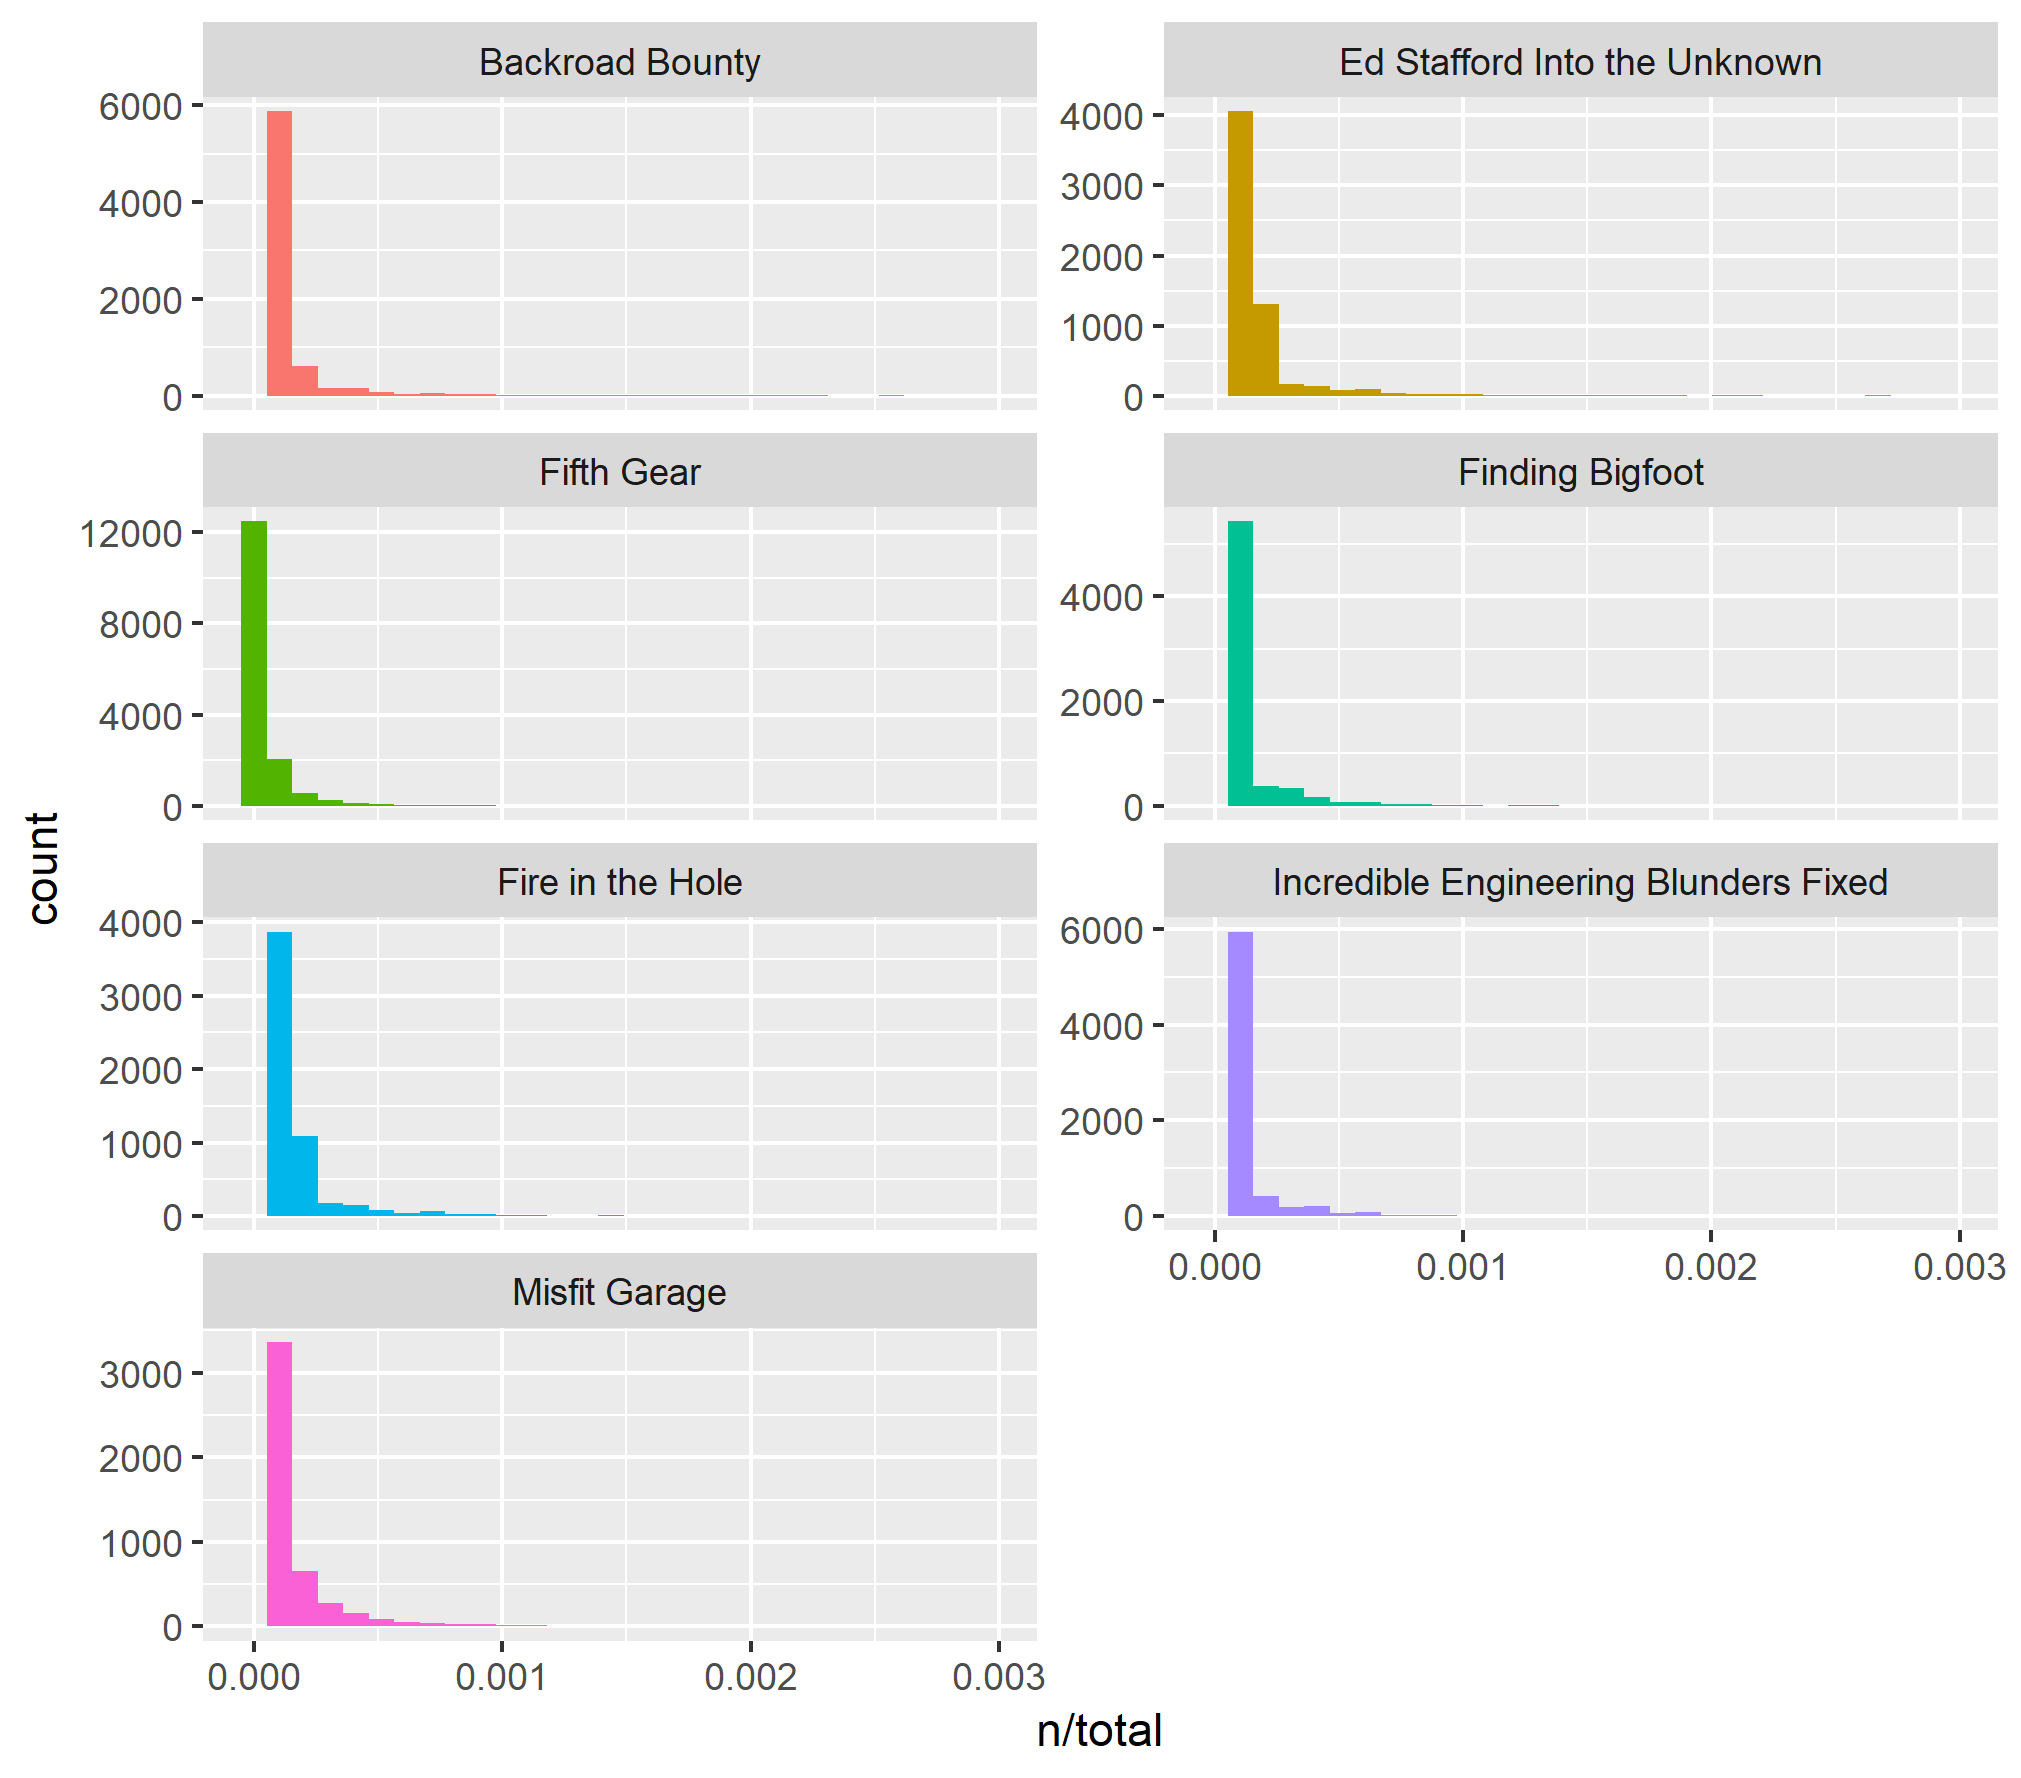 Backroad Bounty
Ed Stafford Into the Unknown
6000
4000
2000
0
4000
3000
2000
1000
0
Fifth Gear
Finding Bigfoot
12000
8000
4000
0
4000
2000
0
Fire in the Hole
Incredible Engineering Blunders Fixed
4000
3000
2000
1000
0
6000
4000
2000
0
0.000 0.001 0.002 0.003
Misfit Garage
3000
2000
1000
0
0.000 0.001 0.002 0.003
count
n/total